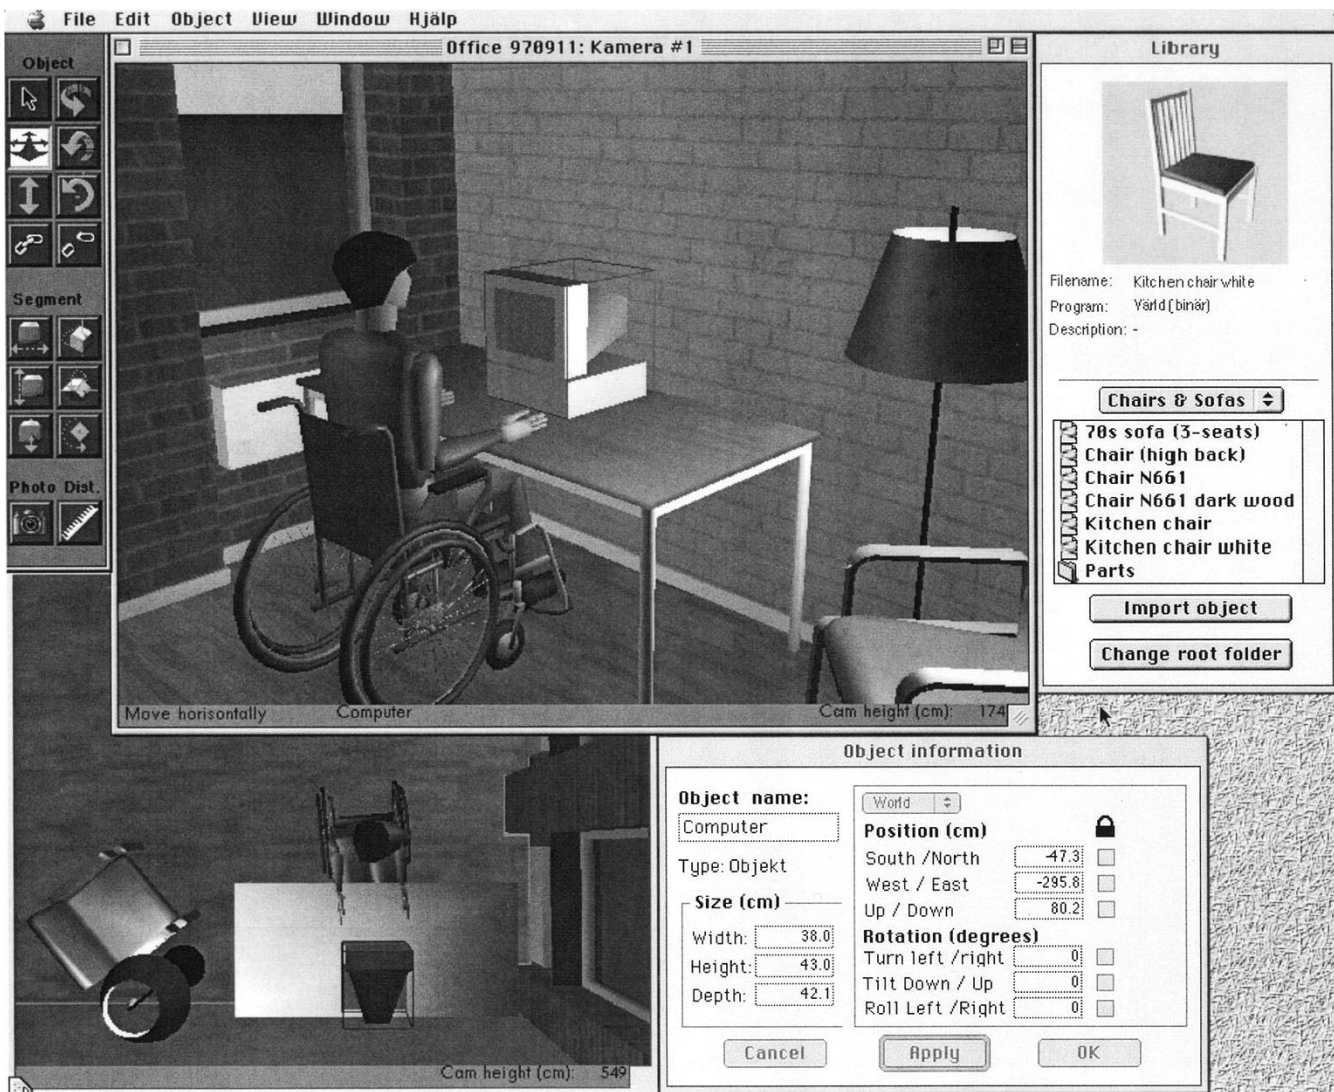 File Edit Object View Window Hjälp
Object
Segment
Photo Dist.
Office 970911: Kamera #1
Move horisontally Computer Cam height (cm): 174
Library
Filename: Kitchen chair white
Program: Värld (binär)
Description: -
Chairs & Sofas
70s sofa (3-seats)
Chair (high back)
Chair N661
Chair N661 dark wood
Kitchen chair
Kitchen chair white
Parts
Import object
Change root folder
Cam height (cm): 549
Object information
Object name:
Computer
Type: Objekt
Size (cm)
Width: 38.0
Height: 43.0
Depth: 42.1
World
Position (cm)
South /North -47.3
West / East -295.8
Up / Down 80.2
Rotation (degrees)
Turn left /right 0
Tilt Down / Up 0
Roll Left /Right 0
Cancel Apply OK